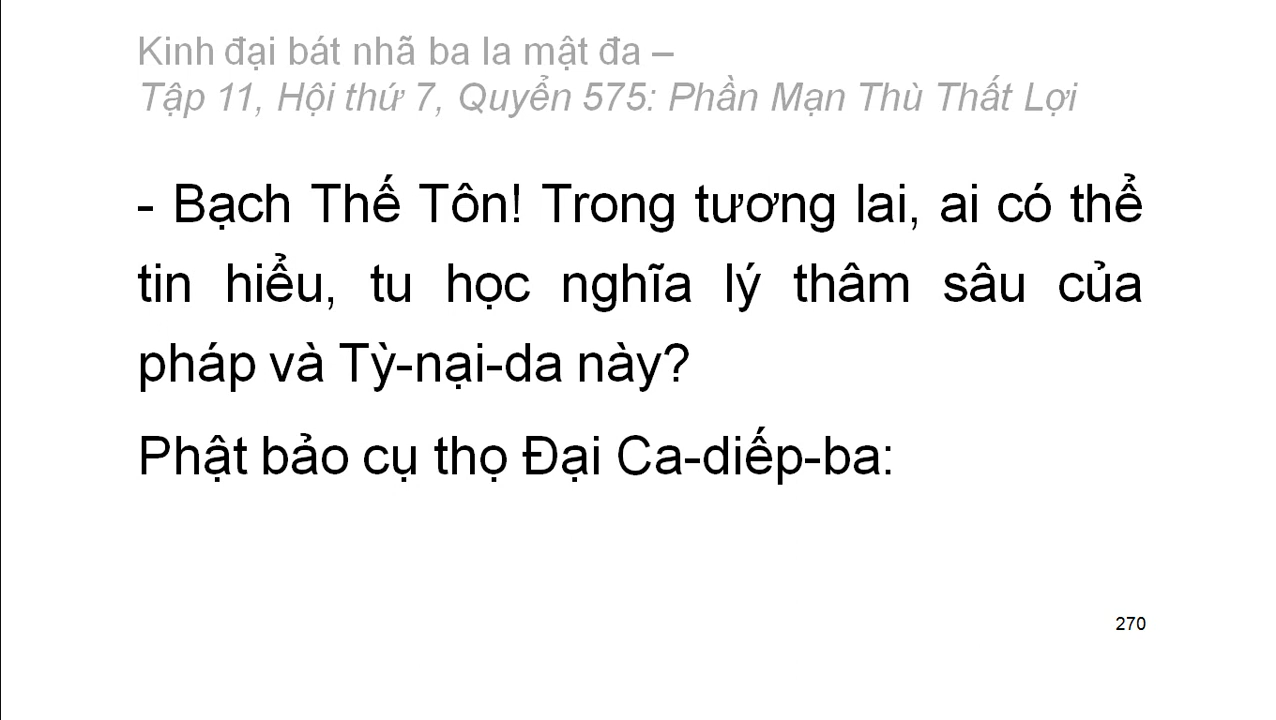 Kinh đại bát nhã ba la mật đa –
Tập 11, Hội thứ 7, Quyển 575: Phần Mạn Thù Thất Lợi
- Bạch Thế Tôn! Trong tương lai, ai có thể
tin hiểu, tu học nghĩa lý thâm sâu của
pháp và Tỳ-nại-da này?
Phật bảo cụ thọ Đại Ca-diếp-ba:
270